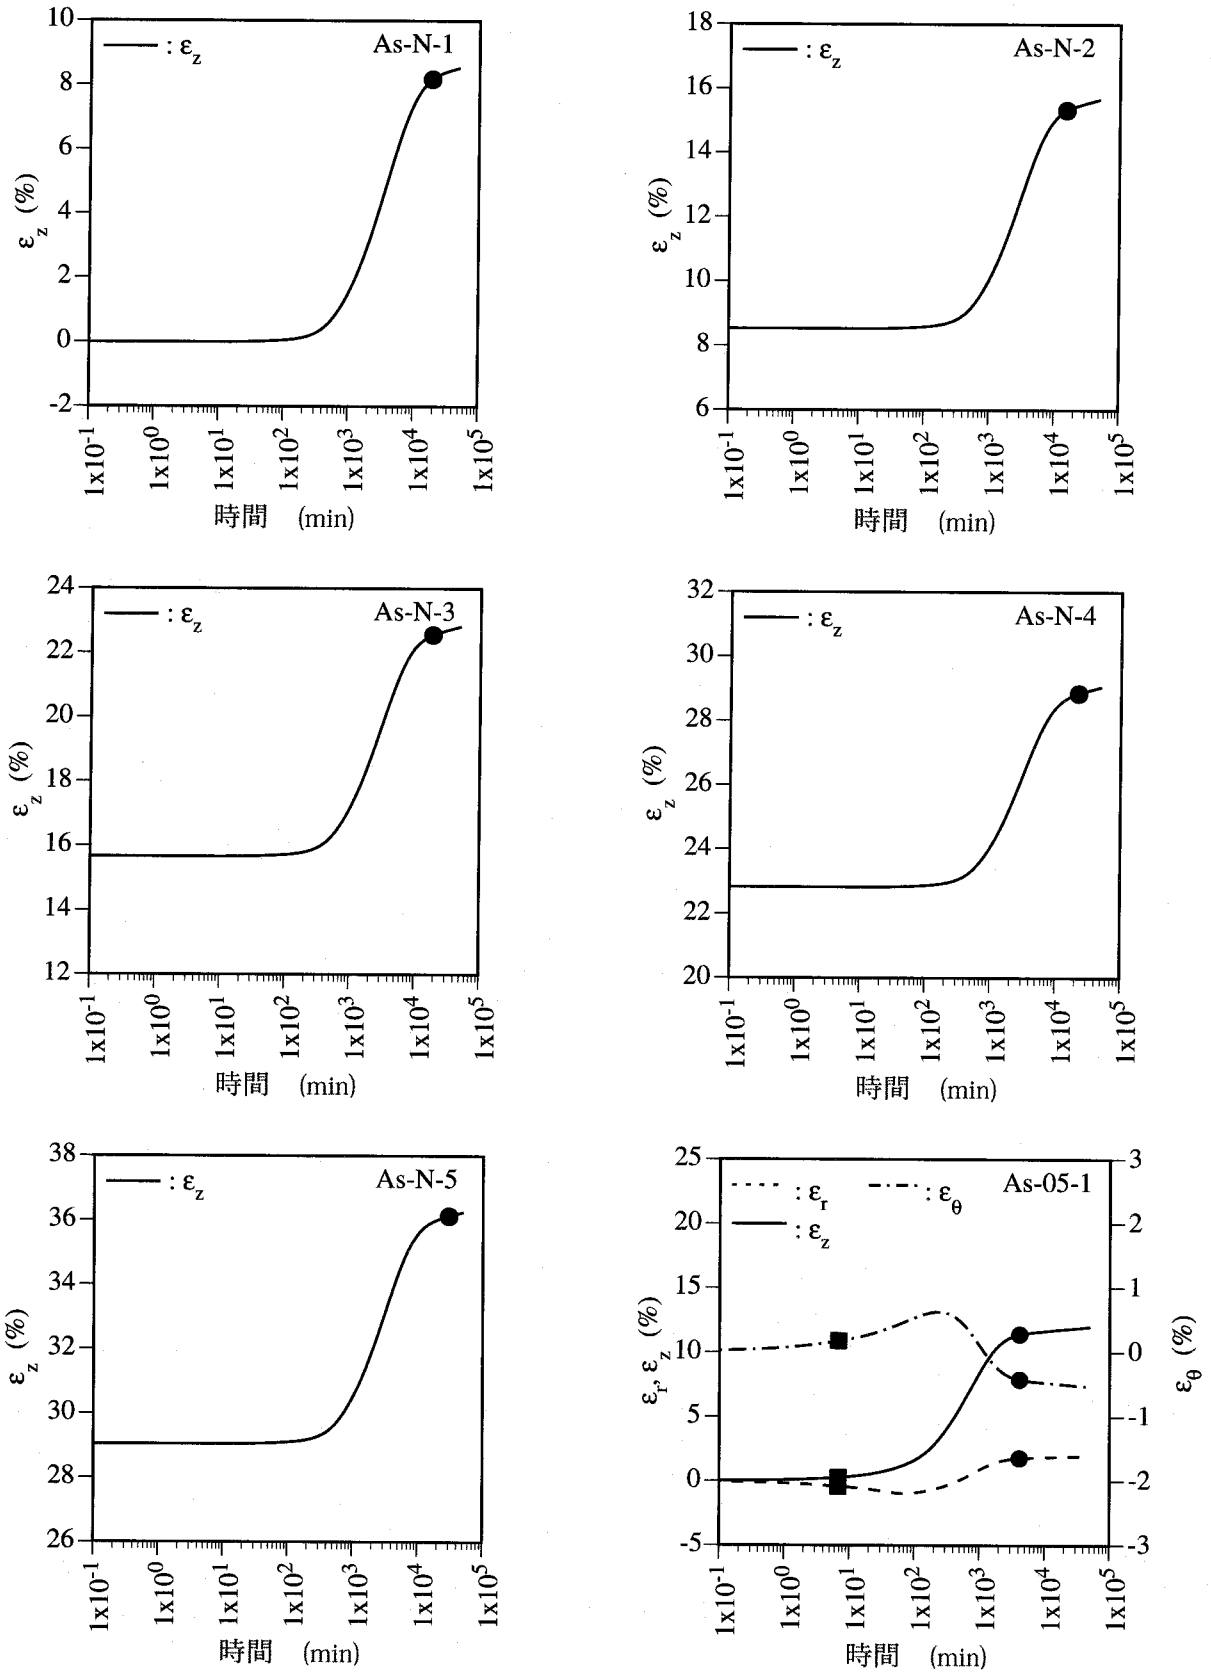 10
8
6
4
2
0
-2
: εz
As-N-1
εz (%)
1x10-1
1x100
1x101
1x102
1x103
1x104
1x105
時間 (min)
18
16
14
12
10
8
6
: εz
As-N-2
εz (%)
1x10-1
1x100
1x101
1x102
1x103
1x104
1x105
時間 (min)
24
22
20
18
16
14
12
: εz
As-N-3
εz (%)
1x10-1
1x100
1x101
1x102
1x103
1x104
1x105
時間 (min)
32
30
28
26
24
22
20
: εz
As-N-4
εz (%)
1x10-1
1x100
1x101
1x102
1x103
1x104
1x105
時間 (min)
38
36
34
32
30
28
26
: εz
As-N-5
εz (%)
1x10-1
1x100
1x101
1x102
1x103
1x104
1x105
時間 (min)
25
20
15
10
5
0
-5
: εr : εθ As-05-1
: εz
εr, εz (%)
3
2
1
0
-1
-2
-3
εθ (%)
1x10-1
1x100
1x101
1x102
1x103
1x104
1x105
時間 (min)